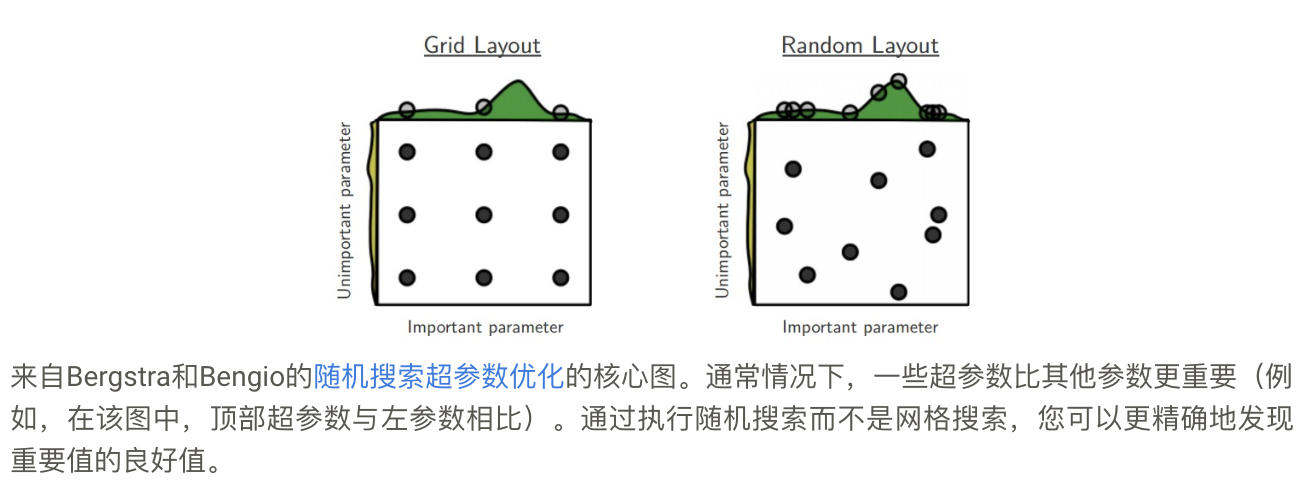 Grid Layout
Random Layout
Unimportant parameter
Unimportant parameter
Important parameter
Important parameter
来自Bergstra和Bengio的随机搜索超参数优化的核心图。通常情况下，一些超参数比其他参数更重要（例
如，在该图中，顶部超参数与左参数相比）。通过执行随机搜索而不是网格搜索，您可以更精确地发现
重要值的良好值。